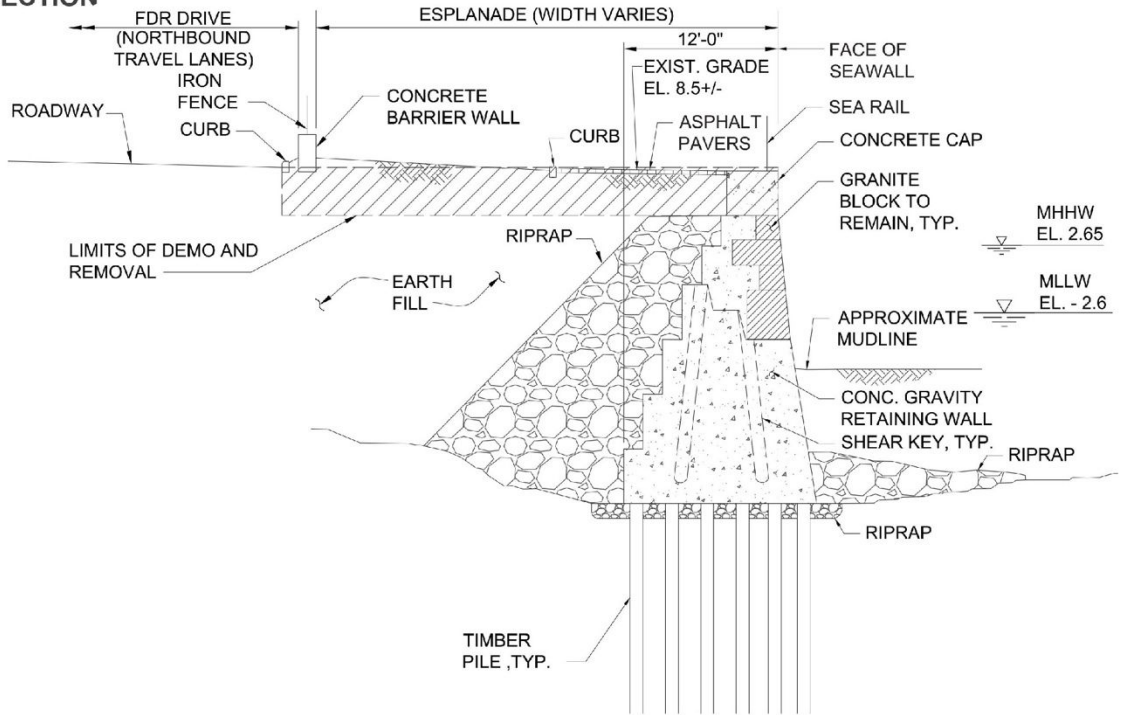 FDR DRIVE
(NORTHBOUND
TRAVEL LANES)
ESPLANADE (WIDTH VARIES)
12'-0"
FACE OF
SEAWALL
IRON
FENCE
EXIST. GRADE
EL. 8.5+/-
SEA RAIL
ROADWAY
CURB
CONCRETE
BARRIER WALL
CURB
ASPHALT
PAVERS
CONCRETE CAP
GRANITE
BLOCK TO
REMAIN, TYP.
LIMITS OF DEMO AND
REMOVAL
RIPRAP
MHHW
EL. 2.65
EARTH
FILL
MLLW
EL. - 2.6
APPROXIMATE
MUDLINE
CONC. GRAVITY
RETAINING WALL
SHEAR KEY, TYP.
RIPRAP
RIPRAP
TIMBER
PILE ,TYP.